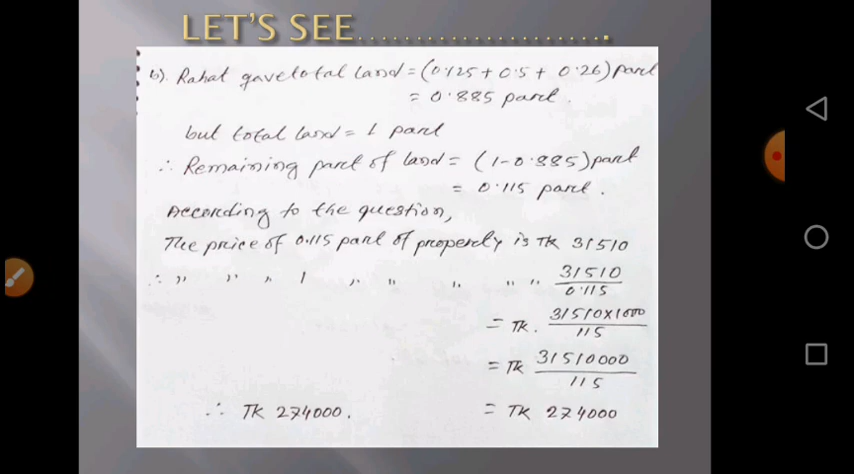 LET'S SEE.....................
b). Rahat gave total land = (0.125 + 0.5 + 0.26) part
= 0.885 part.
but total land = 1 part
∴ Remaining part of land = (1-0.885) part
= 0.115 part.
According to the question,
The price of 0.115 part of property is TK 31510
∴ ,, ,, ,, 1 ,, ,, ,, ,, ,, 31510/0.115
= TK. 31510x1000/115
= TK 31510000/115
∴ TK 274000. = TK 274000